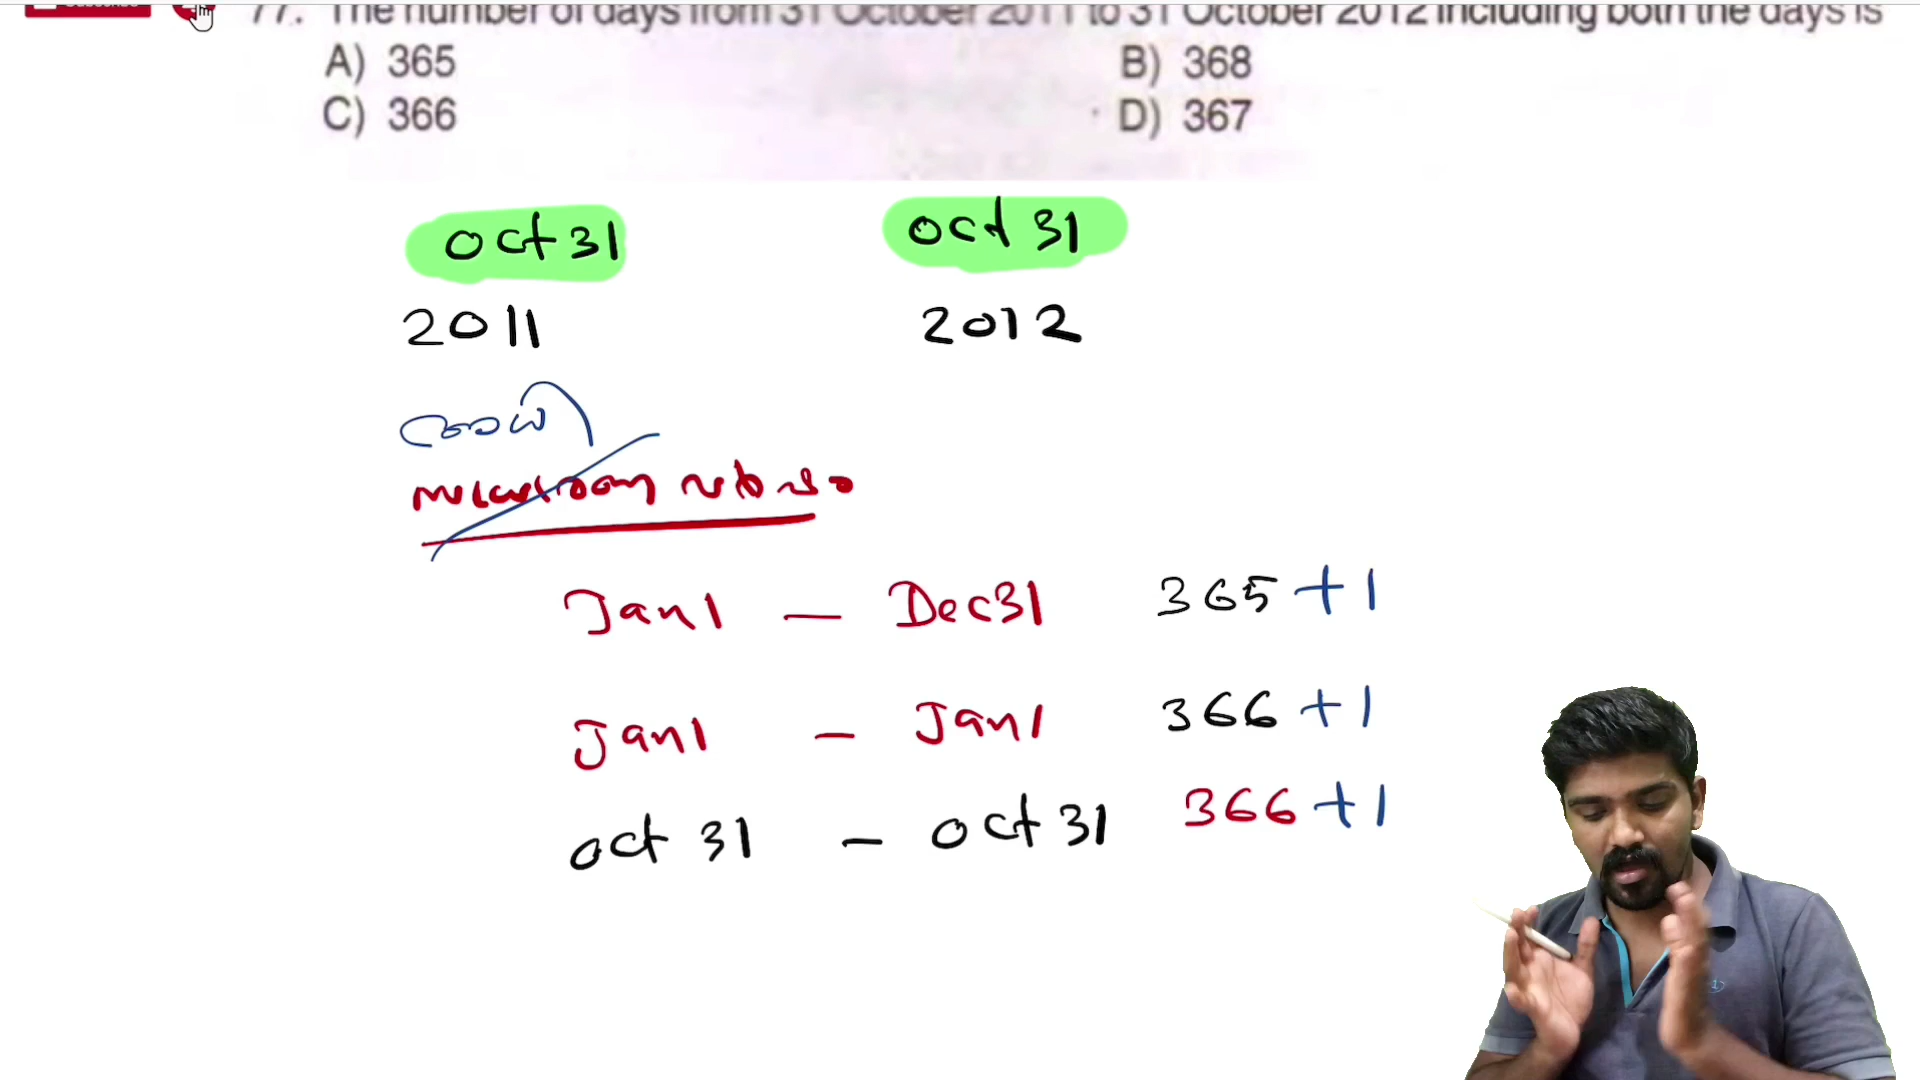 77. The number of days from 31 October 2011 to 31 October 2012 including both the days is
A) 365 B) 368
C) 366 D) 367
oct 31 oct 31
2011 2012
Jan 1 — Dec 31 365 + 1
Jan 1 – Jan 1 366 + 1
oct 31 – oct 31 366 + 1